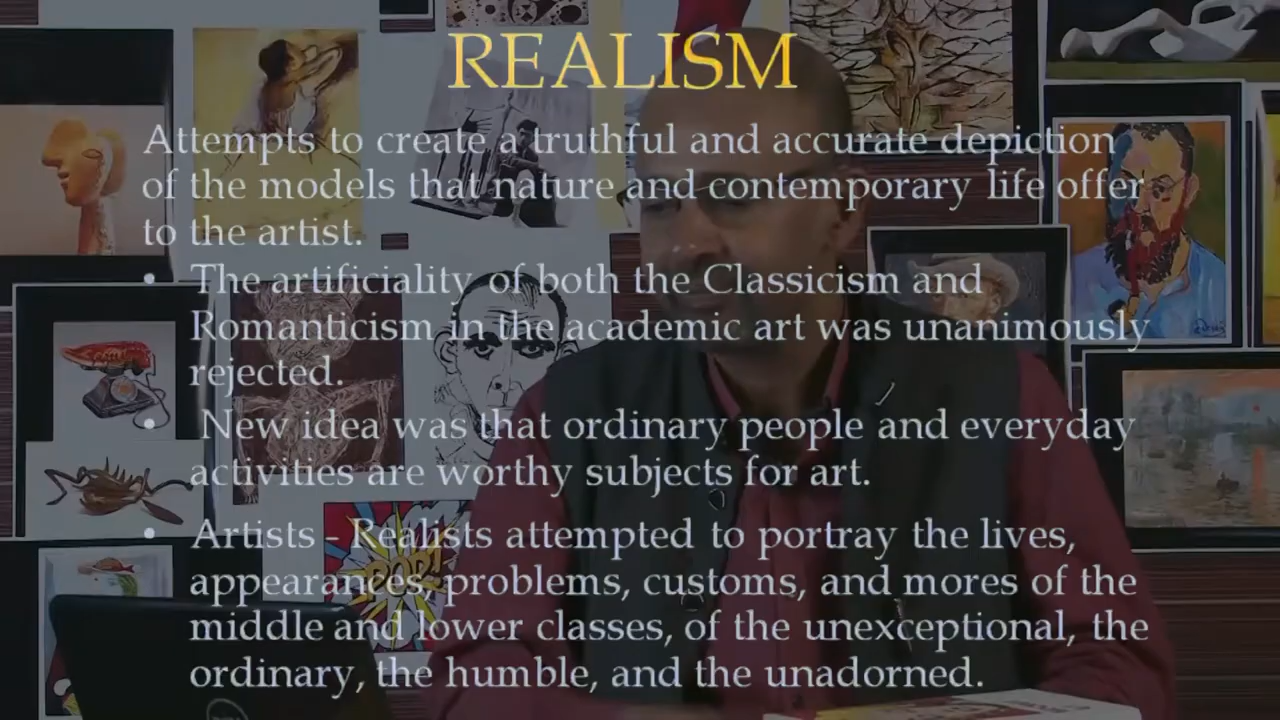 REALISM
Attempts to create a truthful and accurate depiction
of the models that nature and contemporary life offer
to the artist.
• The artificiality of both the Classicism and
Romanticism in the academic art was unanimously
rejected.
• New idea was that ordinary people and everyday
activities are worthy subjects for art.
• Artists - Realists attempted to portray the lives,
appearances, problems, customs, and mores of the
middle and lower classes, of the unexceptional, the
ordinary, the humble, and the unadorned.